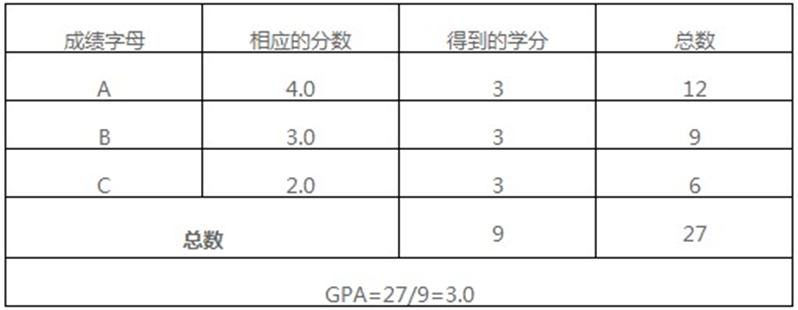 成绩字母 相应的分数 得到的学分 总数
A 4.0 3 12
B 3.0 3 9
C 2.0 3 6
总数 9 27
GPA=27/9=3.0